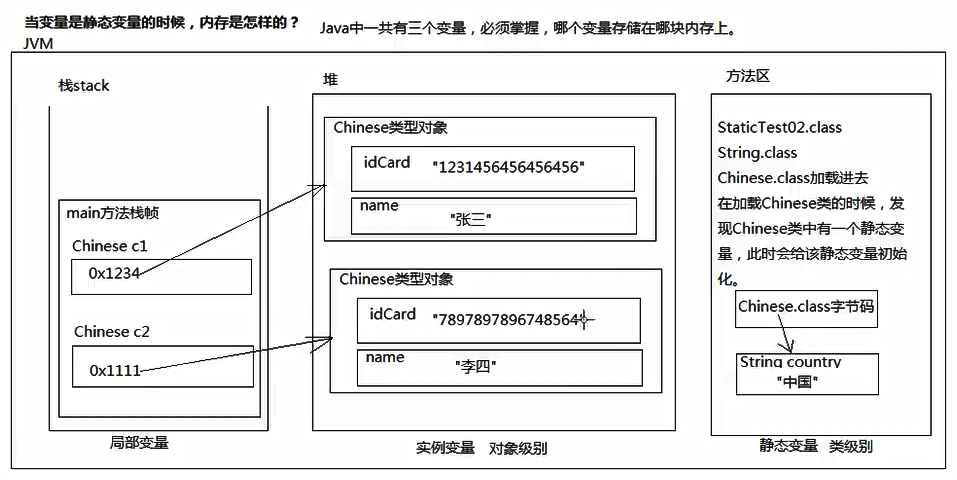 当变量是静态变量的时候，内存是怎样的？
Java中一共有三个变量，必须掌握，哪个变量存储在哪块内存上。
JVM
栈stack
main方法栈帧
Chinese c1
0x1234
Chinese c2
0x1111
局部变量
堆
Chinese类型对象
idCard "1231456456456456"
name
"张三"
Chinese类型对象
idCard "7897897896748564
name
"李四"
实例变量 对象级别
方法区
StaticTest02.class
String.class
Chinese.class加载进去
在加载Chinese类的时候，发
现Chinese类中有一个静态变
量，此时会给该静态变量初始
化。
Chinese.class字节码
String country
"中国"
静态变量 类级别